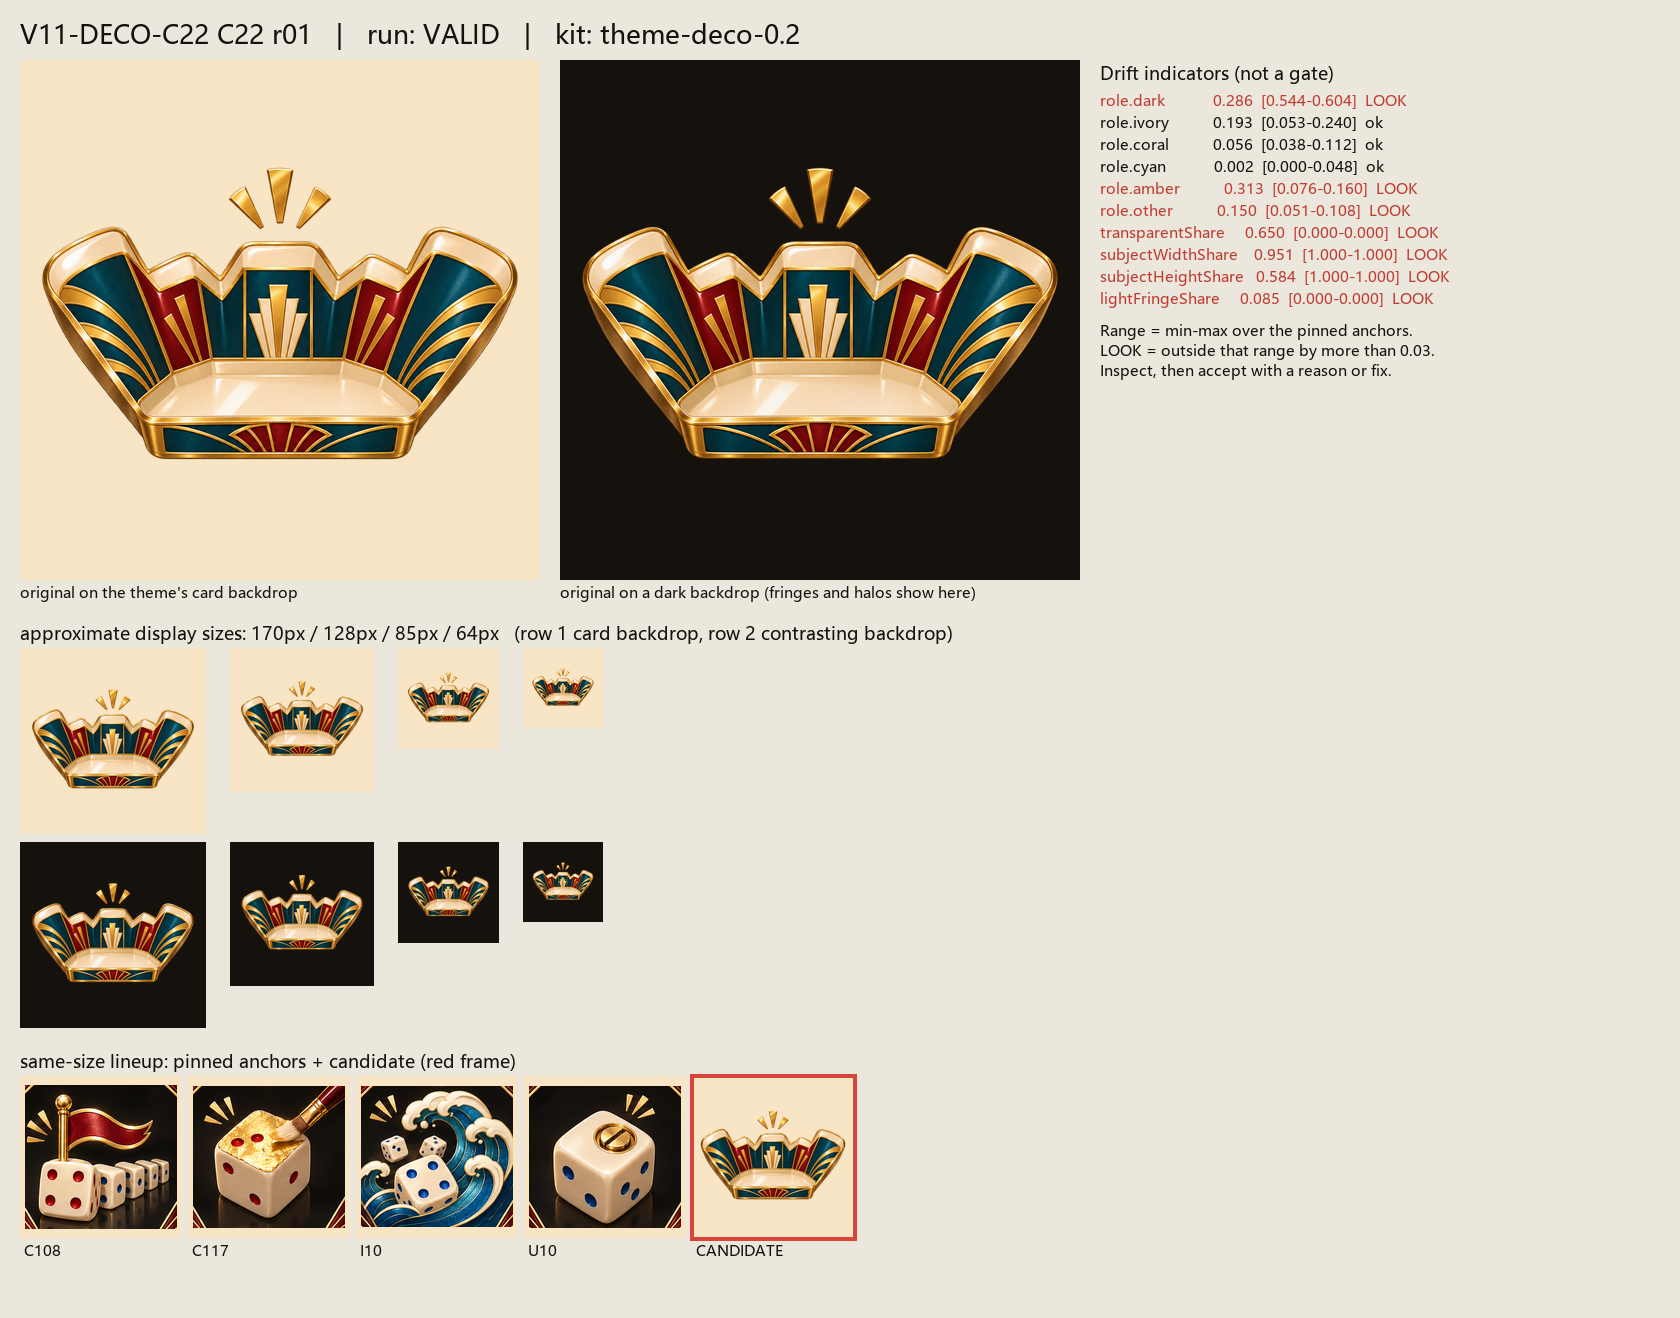 V11-DECO-C22 C22 r01 | run: VALID | kit: theme-deco-0.2
Drift indicators (not a gate)
role.dark 0.286 [0.544-0.604] LOOK
role.ivory 0.193 [0.053-0.240] ok
role.coral 0.056 [0.038-0.112] ok
role.cyan 0.002 [0.000-0.048] ok
role.amber 0.313 [0.076-0.160] LOOK
role.other 0.150 [0.051-0.108] LOOK
transparentShare 0.650 [0.000-0.000] LOOK
subjectWidthShare 0.951 [1.000-1.000] LOOK
subjectHeightShare 0.584 [1.000-1.000] LOOK
lightFringeShare 0.085 [0.000-0.000] LOOK
Range = min-max over the pinned anchors.
LOOK = outside that range by more than 0.03.
Inspect, then accept with a reason or fix.
original on the theme's card backdrop
original on a dark backdrop (fringes and halos show here)
approximate display sizes: 170px / 128px / 85px / 64px (row 1 card backdrop, row 2 contrasting backdrop)
same-size lineup: pinned anchors + candidate (red frame)
C108
C117
I10
U10
CANDIDATE